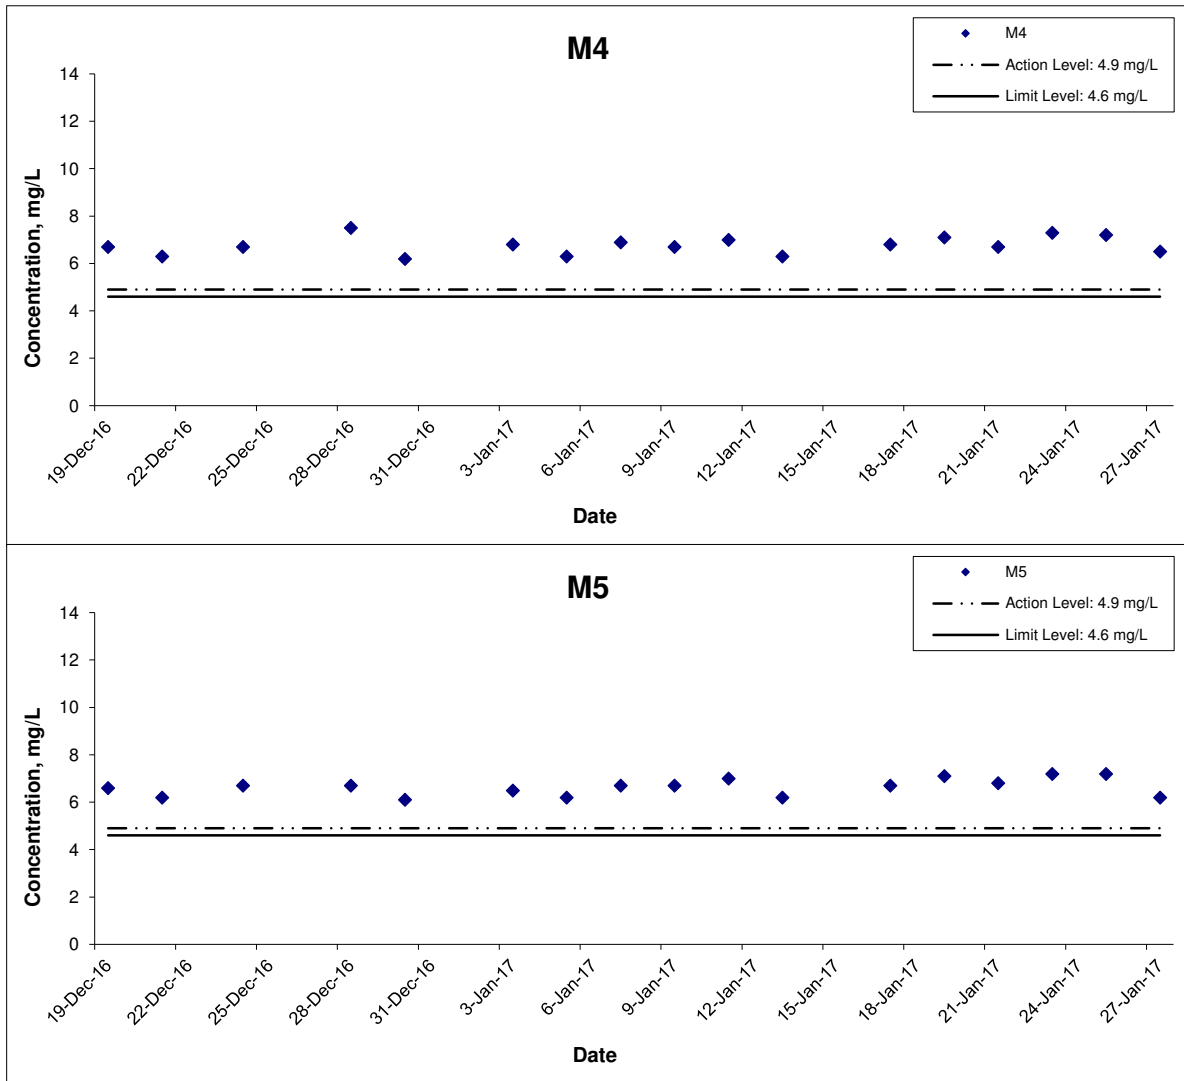 M4
M4
Action Level: 4.9 mg/L
Limit Level: 4.6 mg/L
Concentration, mg/L
14
12
10
8
6
4
2
0
19-Dec-16
22-Dec-16
25-Dec-16
28-Dec-16
31-Dec-16
3-Jan-17
6-Jan-17
9-Jan-17
12-Jan-17
15-Jan-17
18-Jan-17
21-Jan-17
24-Jan-17
27-Jan-17
Date
M5
M5
Action Level: 4.9 mg/L
Limit Level: 4.6 mg/L
Concentration, mg/L
14
12
10
8
6
4
2
0
19-Dec-16
22-Dec-16
25-Dec-16
28-Dec-16
31-Dec-16
3-Jan-17
6-Jan-17
9-Jan-17
12-Jan-17
15-Jan-17
18-Jan-17
21-Jan-17
24-Jan-17
27-Jan-17
Date